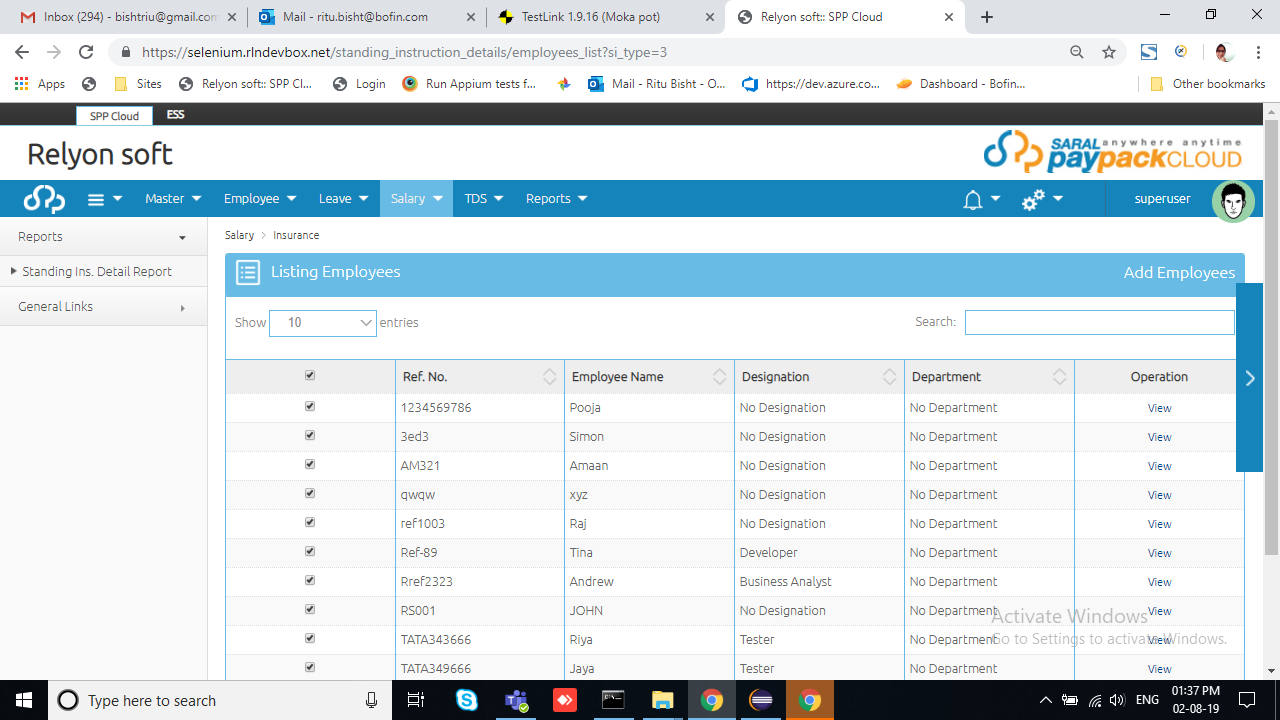 Inbox (294) - bishtriu@gmail.com
Mail - ritu.bisht@bofin.com
TestLink 1.9.16 (Moka pot)
Relyon soft:: SPP Cloud
https://selenium.rlndevbox.net/standing_instruction_details/employees_list?si_type=3
Apps Sites Relyon soft:: SPP Cl... Login Run Appium tests f... Mail - Ritu Bisht - O... https://dev.azure.co... Dashboard - Bofin... Other bookmarks
SPP Cloud ESS
Relyon soft
SARAL anywhere anytime
paypackCLOUD
Master Employee Leave Salary TDS Reports superuser
Reports
Standing Ins. Detail Report
General Links
Salary > Insurance
Listing Employees Add Employees
Show 10 entries Search:
Ref. No. Employee Name Designation Department Operation
1234569786 Pooja No Designation No Department View
3ed3 Simon No Designation No Department View
AM321 Amaan No Designation No Department View
qwqw xyz No Designation No Department View
ref1003 Raj No Designation No Department View
Ref-89 Tina Developer No Department View
Rref2323 Andrew Business Analyst No Department View
RS001 JOHN No Designation No Department View
TATA343666 Riya Tester No Department View
TATA349666 Jaya Tester No Department View
Activate Windows
Go to Settings to activate Windows.
Type here to search
ENG
01:37 PM
02-08-19